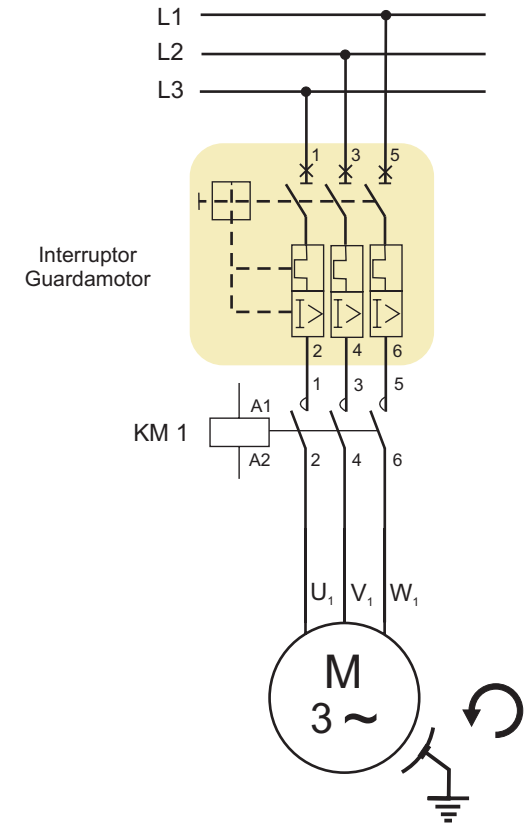 L1
L2
L3
1 3 5
Interruptor
Guardamotor
I> I> I>
2 4 6
1 3 5
A1
KM 1
A2 2 4 6
U1 V1 W1
M
3 ~